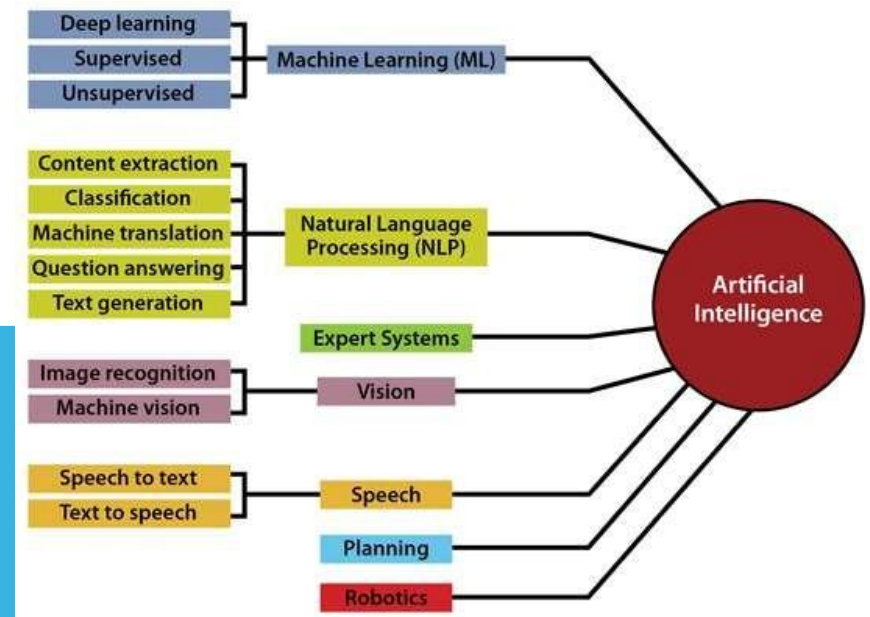 Deep learning
Supervised
Unsupervised
Machine Learning (ML)
Content extraction
Classification
Machine translation
Question answering
Text generation
Natural Language
Processing (NLP)
Expert Systems
Image recognition
Machine vision
Vision
Speech to text
Text to speech
Speech
Planning
Robotics
Artificial
Intelligence